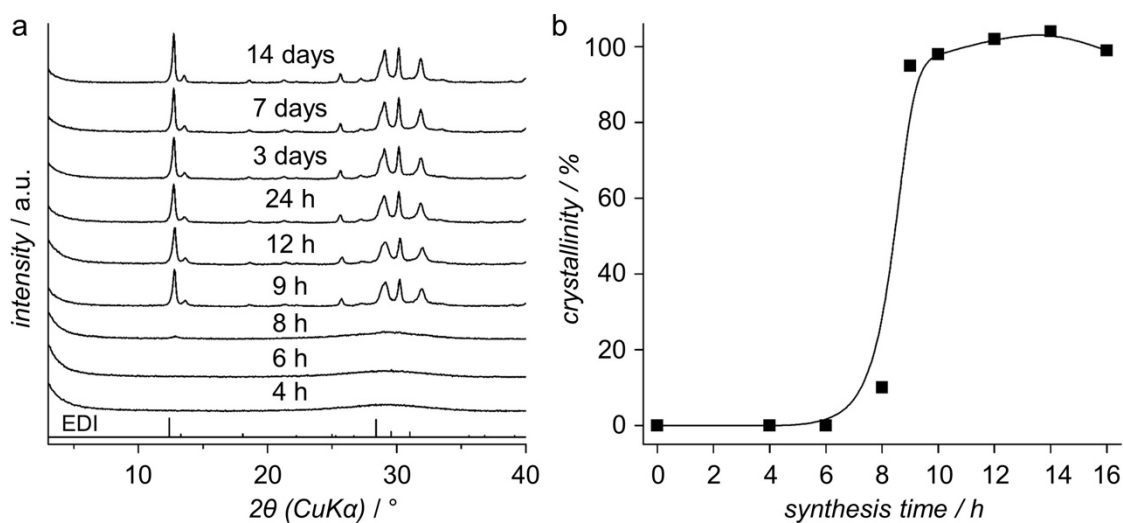 a
14 days
7 days
3 days
24 h
12 h
9 h
8 h
6 h
4 h
EDI
intensity / a.u.
10 20 30 40
2θ (CuKα) / °
b
100
80
60
40
20
0
crystallinity / %
0 2 4 6 8 10 12 14 16
synthesis time / h